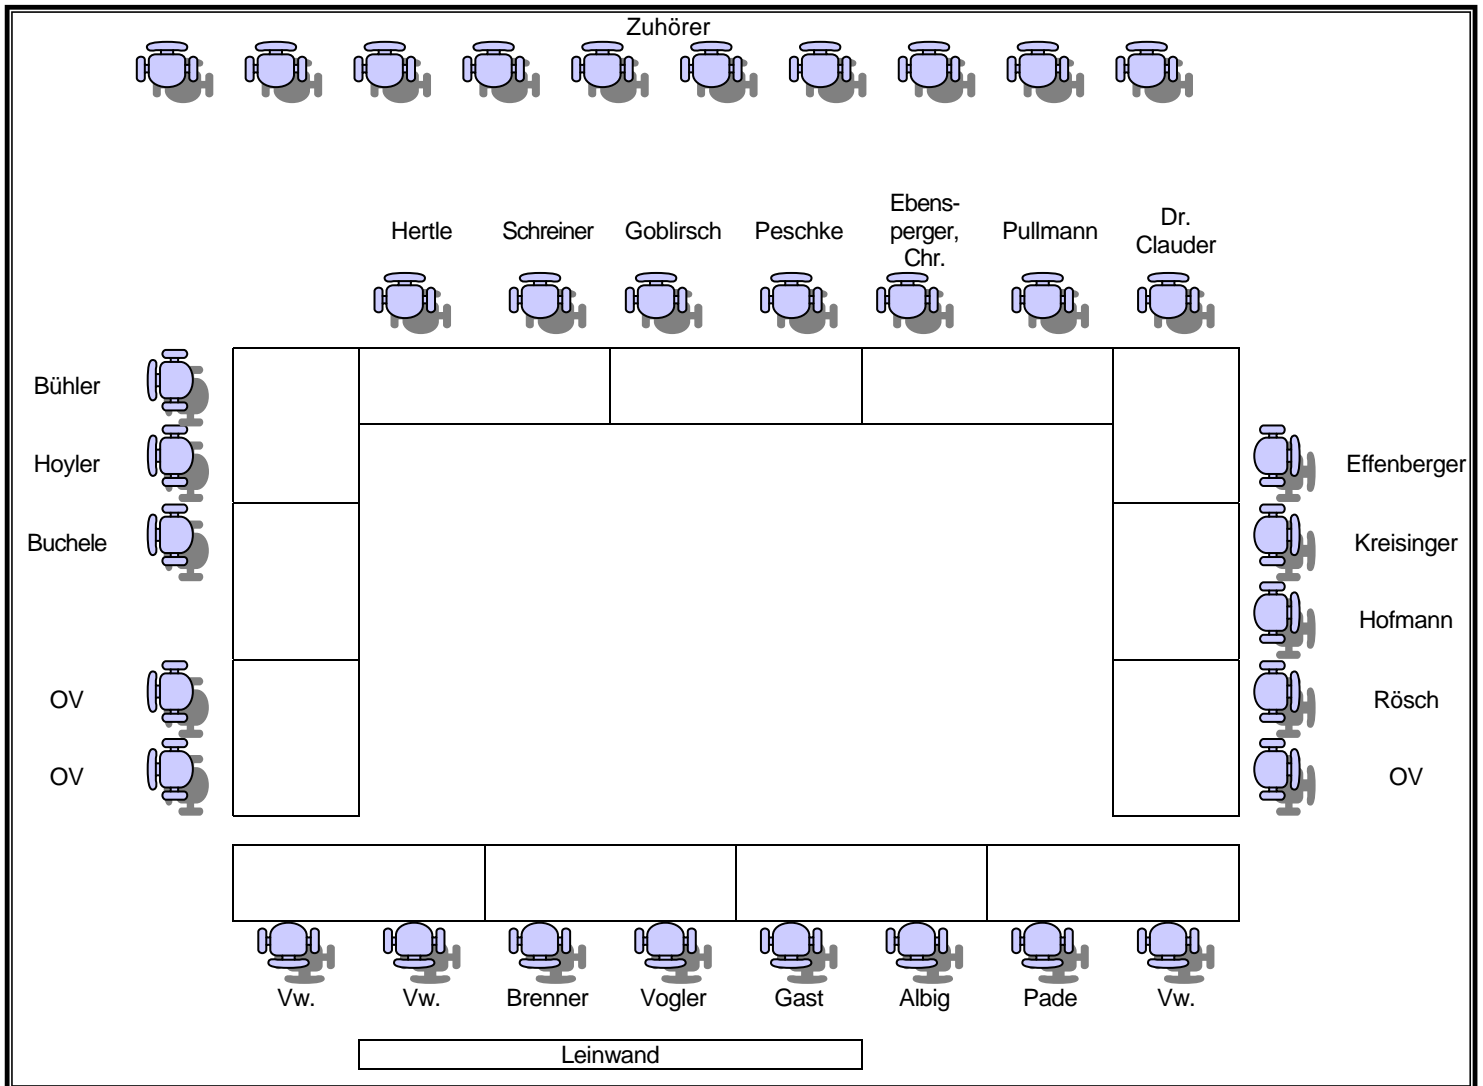 Zuhörer
Hertle
Schreiner
Goblirsch
Peschke
Ebens-
perger,
Chr.
Pullmann
Dr.
Clauder
Bühler
Hoyler
Effenberger
Buchele
Kreisinger
Hofmann
OV
Rösch
OV
OV
Vw.
Vw.
Brenner
Vogler
Gast
Albig
Pade
Vw.
Leinwand